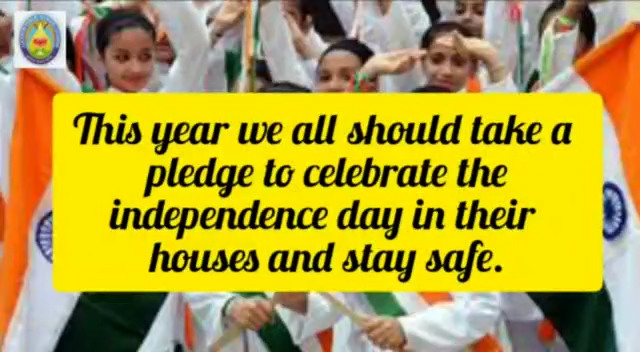 This year we all should take a
pledge to celebrate the
independence day in their
houses and stay safe.